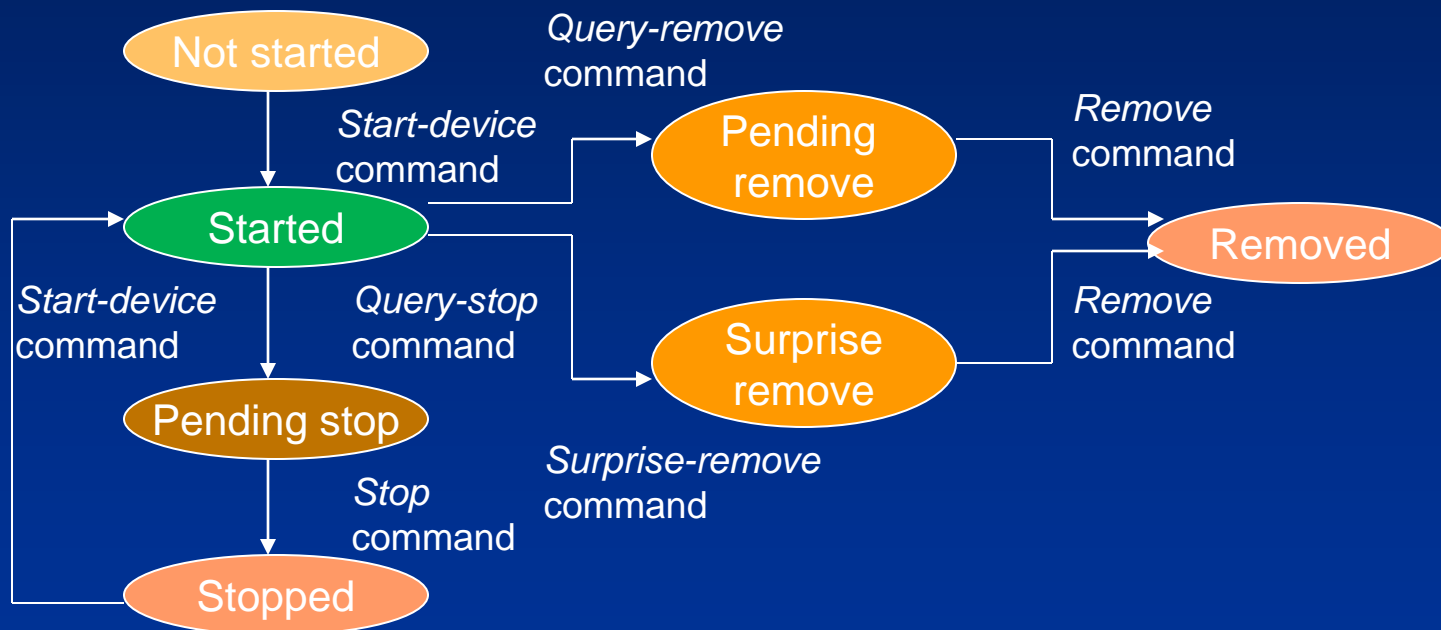 Not started
Query-remove
command
Start-device
command
Pending
remove
Remove
command
Started
Removed
Start-device
command
Query-stop
command
Surprise
remove
Remove
command
Pending stop
Surprise-remove
command
Stop
command
Stopped